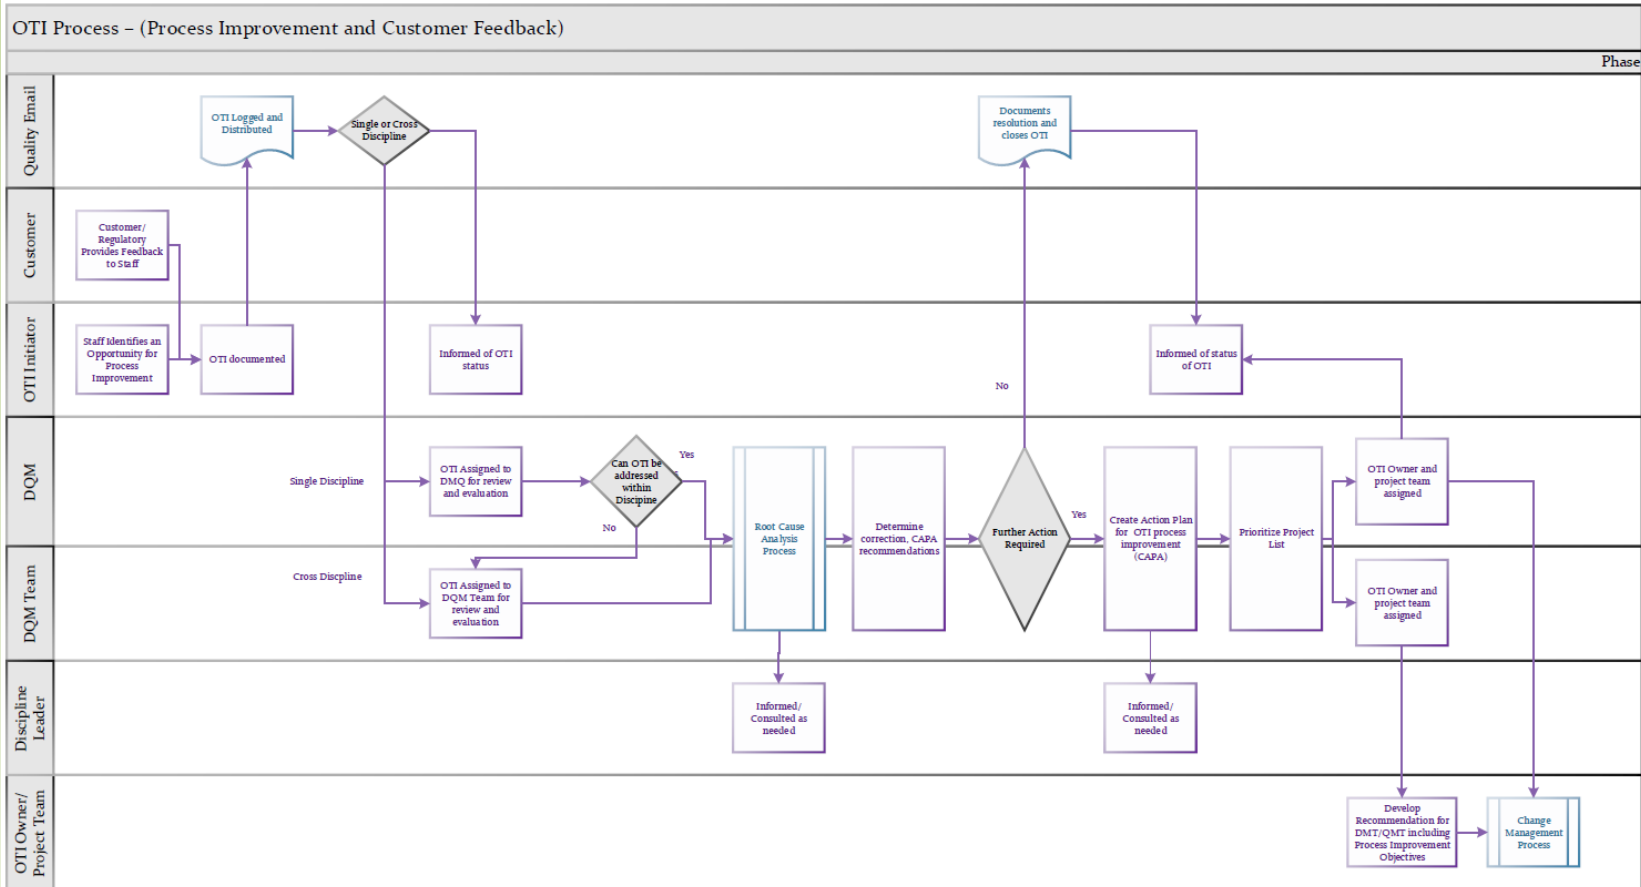 OTI Process – (Process Improvement and Customer Feedback)
Phase
Quality Email
OTI Logged and
Distributed
Single or Cross
Discipline
Documents
resolution and
closes OTI
Customer
Customer/
Regulatory
Provides Feedback
to Staff
OTI Initiator
Staff Identifies an
Opportunity for
Process
Improvement
OTI documented
Informed of OTI
status
No
Informed of status
of OTI
DQM
Single Discipline
OTI Assigned to
DMQ for review
and evaluation
Can OTI be
addressed
within
Discipine
Yes
No
Root Cause
Analysis
Process
Determine
correction, CAPA
recommendations
Further Action
Required
Yes
Create Action Plan
for OTI process
improvement
(CAPA)
Prioritize Project
List
OTI Owner and
project team
assigned
DQM Team
Cross Discpline
OTI Assigned to
DQM Team for
review and
evaluation
OTI Owner and
project team
assigned
Discipline
Leader
Informed/
Consulted as
needed
Informed/
Consulted as
needed
OTI Owner/
Project Team
Develop
Recommendation for
DMT/QMT including
Process Improvement
Objectives
Change
Management
Process